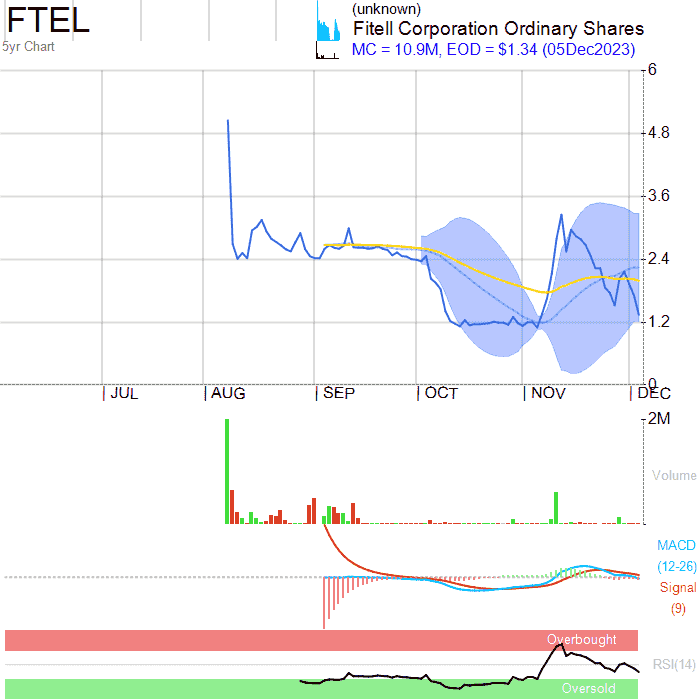 FTEL
5yr Chart
(unknown)
Fitell Corporation Ordinary Shares
MC = 10.9M, EOD = $1.34 (05Dec2023)
6
4.8
3.6
2.4
1.2
0
JUL AUG SEP OCT NOV DEC
2M
Volume
MACD
(12-26)
Signal
(9)
Overbought
RSI(14)
Oversold